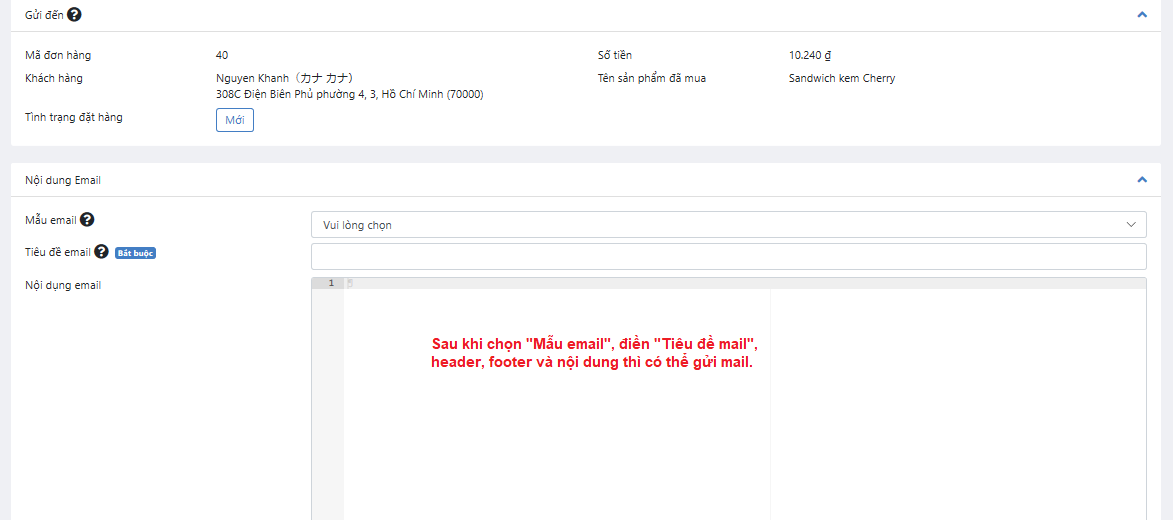 Gửi đến ?
Mã đơn hàng 40 Số tiền 10.240 ₫
Khách hàng Nguyen Khanh（カナ カナ） Tên sản phẩm đã mua Sandwich kem Cherry
308C Điện Biên Phủ phường 4, 3, Hồ Chí Minh (70000)
Tình trạng đặt hàng Mới
Nội dung Email
Mẫu email ? Vui lòng chọn
Tiêu đề email ? Bắt buộc
Nội dụng email 1
Sau khi chọn "Mẫu email", điền "Tiêu đề mail",
header, footer và nội dung thì có thể gửi mail.